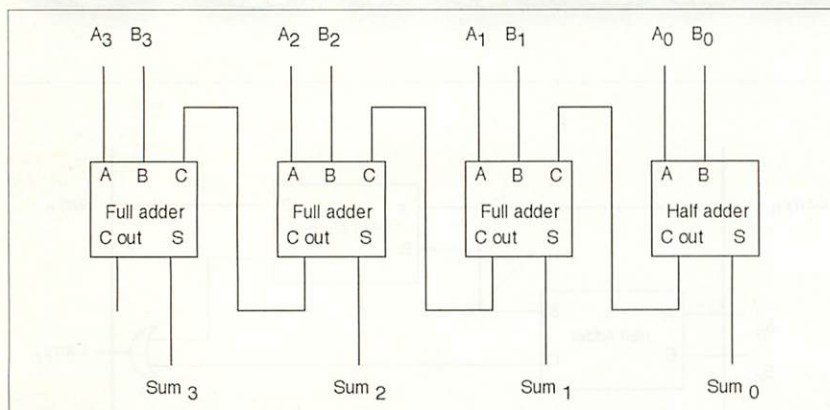 A3 B3 A2 B2 A1 B1 A0 B0
A B C A B C A B C A B
Full adder Full adder Full adder Half adder
C out S C out S C out S C out S
Sum 3 Sum 2 Sum 1 Sum 0